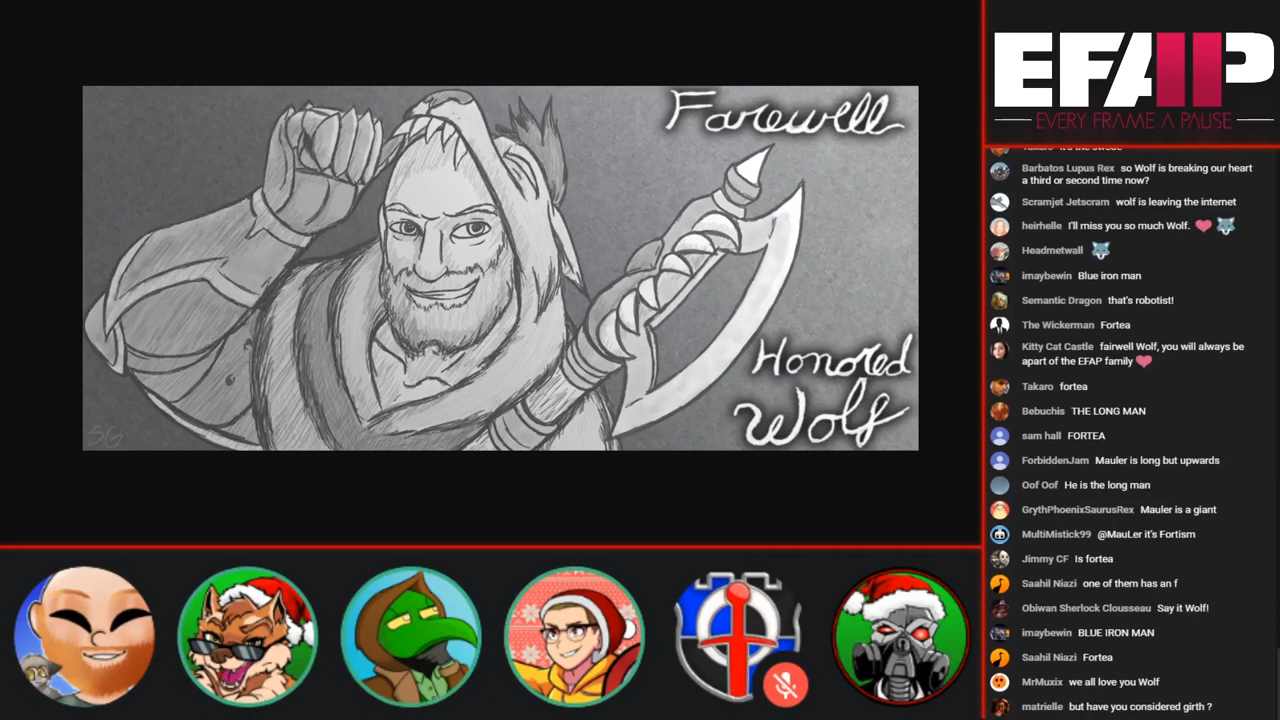 Farewell
Honored
Wolf
SG
EFAP
EVERY FRAME A PAUSE
Takaro it's the swede
Barbatos Lupus Rex so Wolf is breaking our heart
a third or second time now?
Scramjet Jetscram wolf is leaving the internet
heirhelle I'll miss you so much Wolf.
Headmetwall
imaybewin Blue iron man
Semantic Dragon that's robotist!
The Wickerman Fortea
Kitty Cat Castle fairwell Wolf, you will always be
apart of the EFAP family
Takaro fortea
Bebuchis THE LONG MAN
sam hall FORTEA
ForbiddenJam Mauler is long but upwards
Oof Oof He is the long man
GrythPhoenixSaurusRex Mauler is a giant
MultiMistick99 @MauLer it's Fortism
Jimmy CF Is fortea
Saahil Niazi one of them has an f
Obiwan Sherlock Clousseau Say it Wolf!
imaybewin BLUE IRON MAN
Saahil Niazi Fortea
MrMuxix we all love you Wolf
matrielle but have you considered girth ?